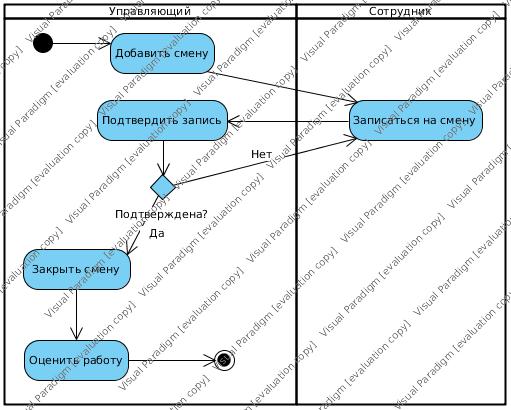 Управляющий
Сотрудник
Добавить смену
Подтвердить запись
Записаться на смену
Нет
Подтверждена?
Да
Закрыть смену
Оценить работу
Visual Paradigm [evaluation copy]